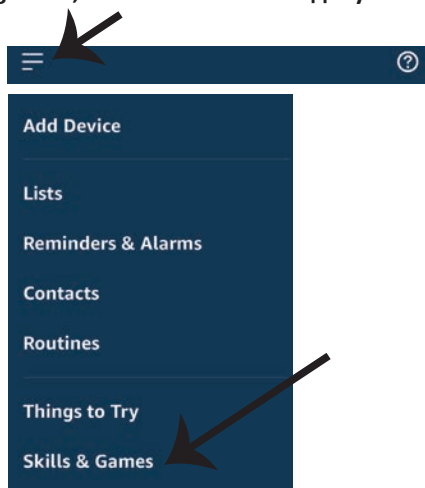 ?
Add Device
Lists
Reminders & Alarms
Contacts
Routines
Things to Try
Skills & Games